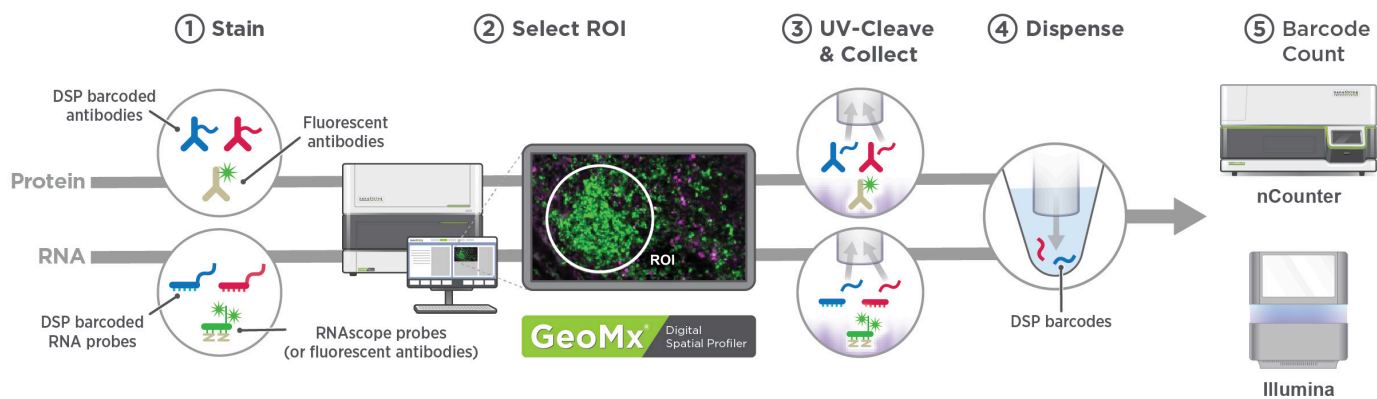 1 Stain
2 Select ROI
3 UV-Cleave
& Collect
4 Dispense
5 Barcode
Count
DSP barcoded
antibodies
Fluorescent
antibodies
Protein
RNA
DSP barcoded
RNA probes
RNAscope probes
(or fluorescent antibodies)
ROI
GeoMx® Digital
Spatial Profiler
DSP barcodes
nCounter
Illumina